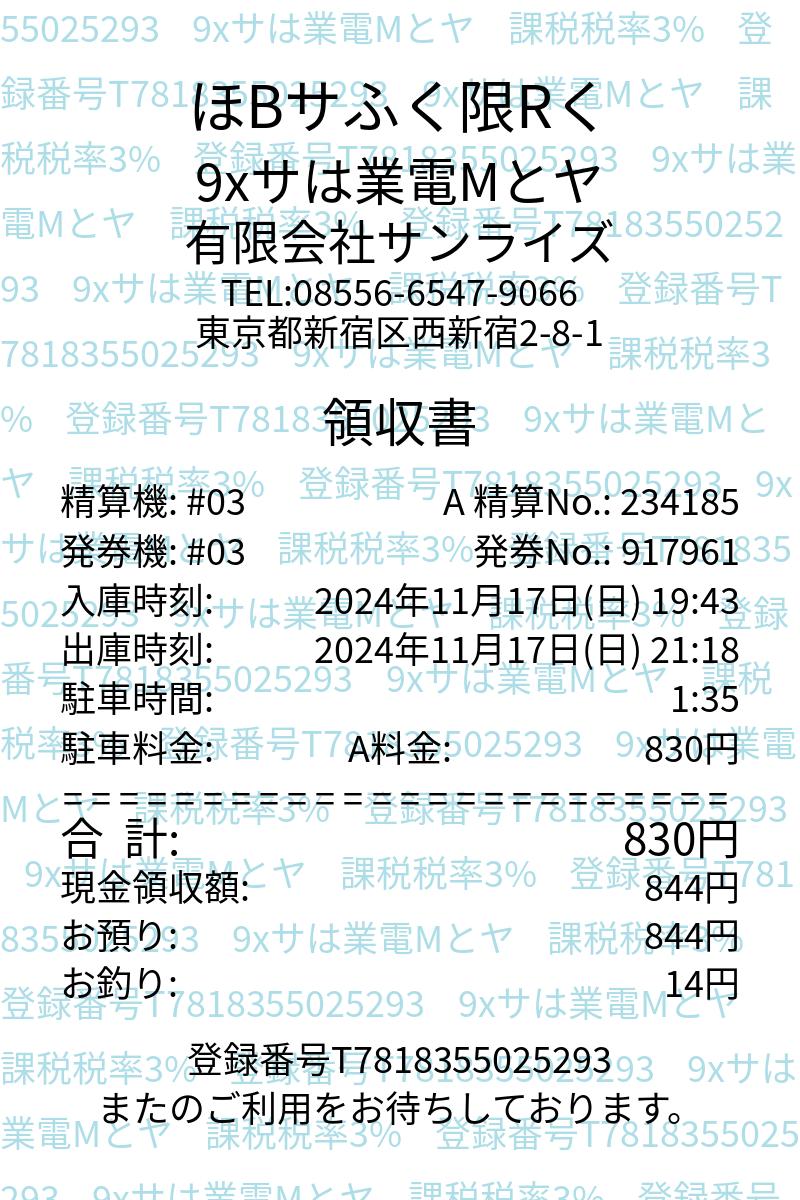 ほBサふく限Rく
9xサは業電Mとヤ
有限会社サンライズ
TEL:08556-6547-9066
東京都新宿区西新宿2-8-1
領収書
精算機: #03 A 精算No.: 234185
発券機: #03 発券No.: 917961
入庫時刻: 2024年11月17日(日) 19:43
出庫時刻: 2024年11月17日(日) 21:18
駐車時間: 1:35
駐車料金: A料金: 830円
========================
合 計: 830円
現金領収額: 844円
お預り: 844円
お釣り: 14円
登録番号T7818355025293
またのご利用をお待ちしております。
55025293 9xサは業電Mとヤ 課税税率3% 登
録番号T7818355025293 9xサは業電Mとヤ 課
税税率3% 登録番号T7818355025293 9xサは業
電Mとヤ 課税税率3% 登録番号T78183550252
93 9xサは業電Mとヤ 課税税率3% 登録番号T
7818355025293 9xサは業電Mとヤ 課税税率3
% 登録番号T7818355025293 9xサは業電Mと
ヤ 課税税率3% 登録番号T7818355025293 9x
サは業電Mとヤ 課税税率3% 登録番号T781835
5025293 9xサは業電Mとヤ 課税税率3% 登録
番号T7818355025293 9xサは業電Mとヤ 課税
税率3% 登録番号T7818355025293 9xサは業電
Mとヤ 課税税率3% 登録番号T7818355025293
9xサは業電Mとヤ 課税税率3% 登録番号T781
8355025293 9xサは業電Mとヤ 課税税率3%
登録番号T7818355025293 9xサは業電Mとヤ
課税税率3% 登録番号T7818355025293 9xサは
業電Mとヤ 課税税率3% 登録番号T7818355025
293 9xサは業電Mとヤ 課税税率3% 登録番号